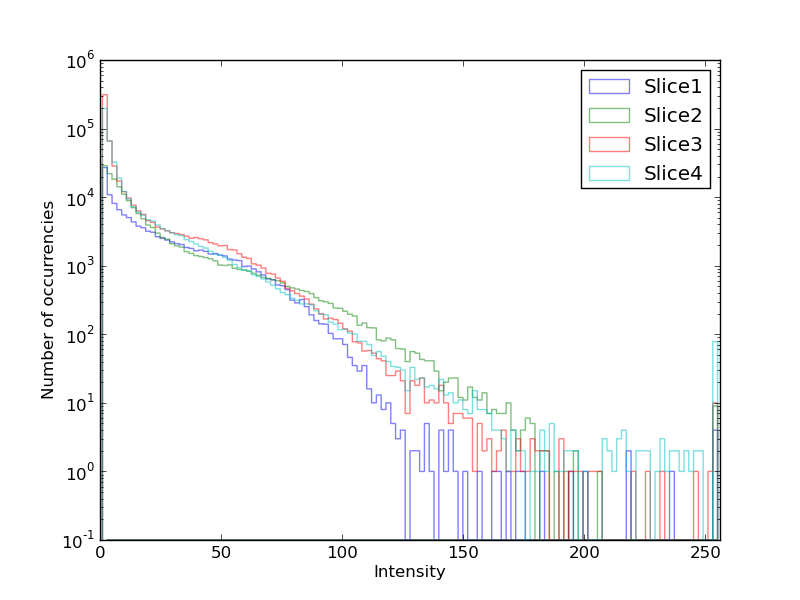 10^6
10^5
10^4
10^3
10^2
10^1
10^0
10^-1
Number of occurrencies
Slice1
Slice2
Slice3
Slice4
0 50 100 150 200 250
Intensity